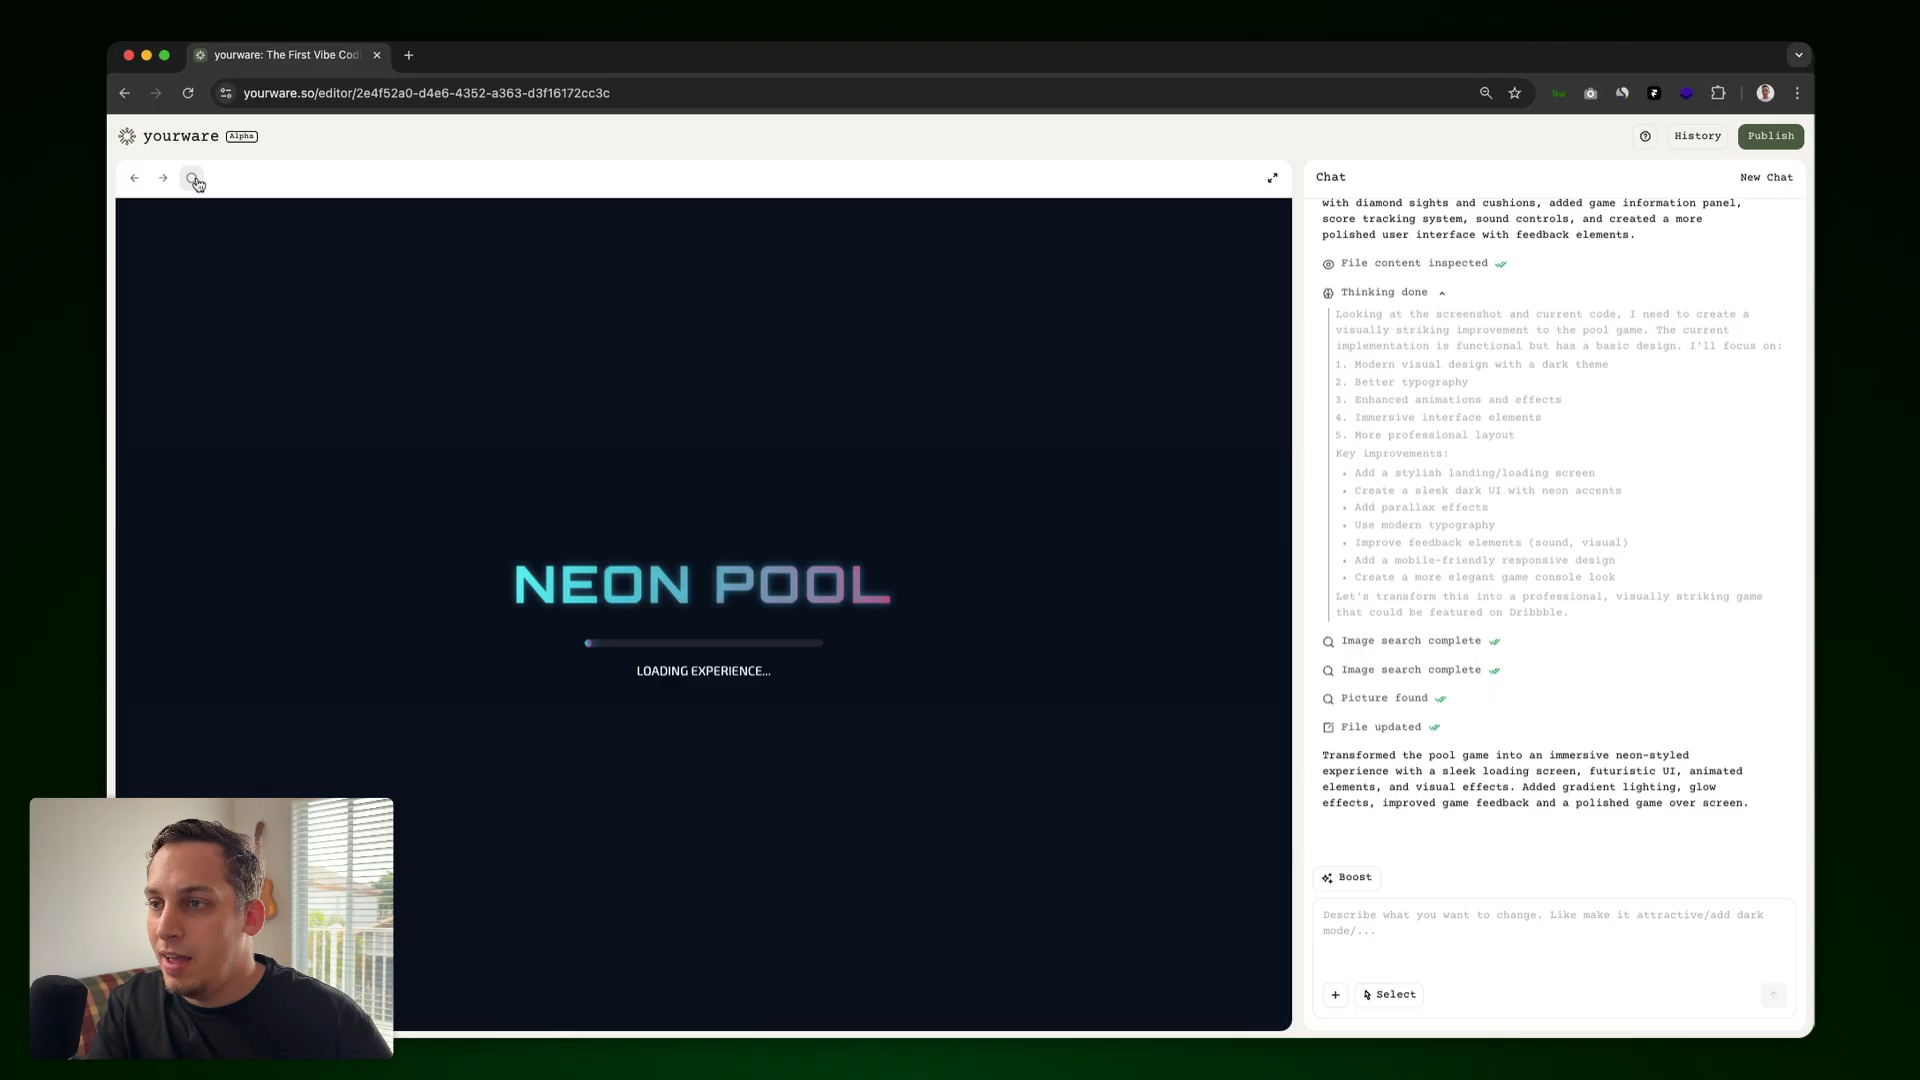 yourware: The First Vibe Cod
yourware.so/editor/2e4f52a0-d4e6-4352-a363-d3f16172cc3c
yourware Alpha
History
Publish
Chat
New Chat
with diamond sights and cushions, added game information panel,
score tracking system, sound controls, and created a more
polished user interface with feedback elements.
File content inspected
Thinking done
Looking at the screenshot and current code, I need to create a
visually striking improvement to the pool game. The current
implementation is functional but has a basic design. I'll focus on:
1. Modern visual design with a dark theme
2. Better typography
3. Enhanced animations and effects
4. Immersive interface elements
5. More professional layout
Key improvements:
• Add a stylish landing/loading screen
• Create a sleek dark UI with neon accents
• Add parallax effects
• Use modern typography
• Improve feedback elements (sound, visual)
• Add a mobile-friendly responsive design
• Create a more elegant game console look
Let's transform this into a professional, visually striking game
that could be featured on Dribbble.
Image search complete
Image search complete
Picture found
File updated
Transformed the pool game into an immersive neon-styled
experience with a sleek loading screen, futuristic UI, animated
elements, and visual effects. Added gradient lighting, glow
effects, improved game feedback and a polished game over screen.
NEON POOL
LOADING EXPERIENCE...
Boost
Describe what you want to change. Like make it attractive/add dark
mode/...
Select